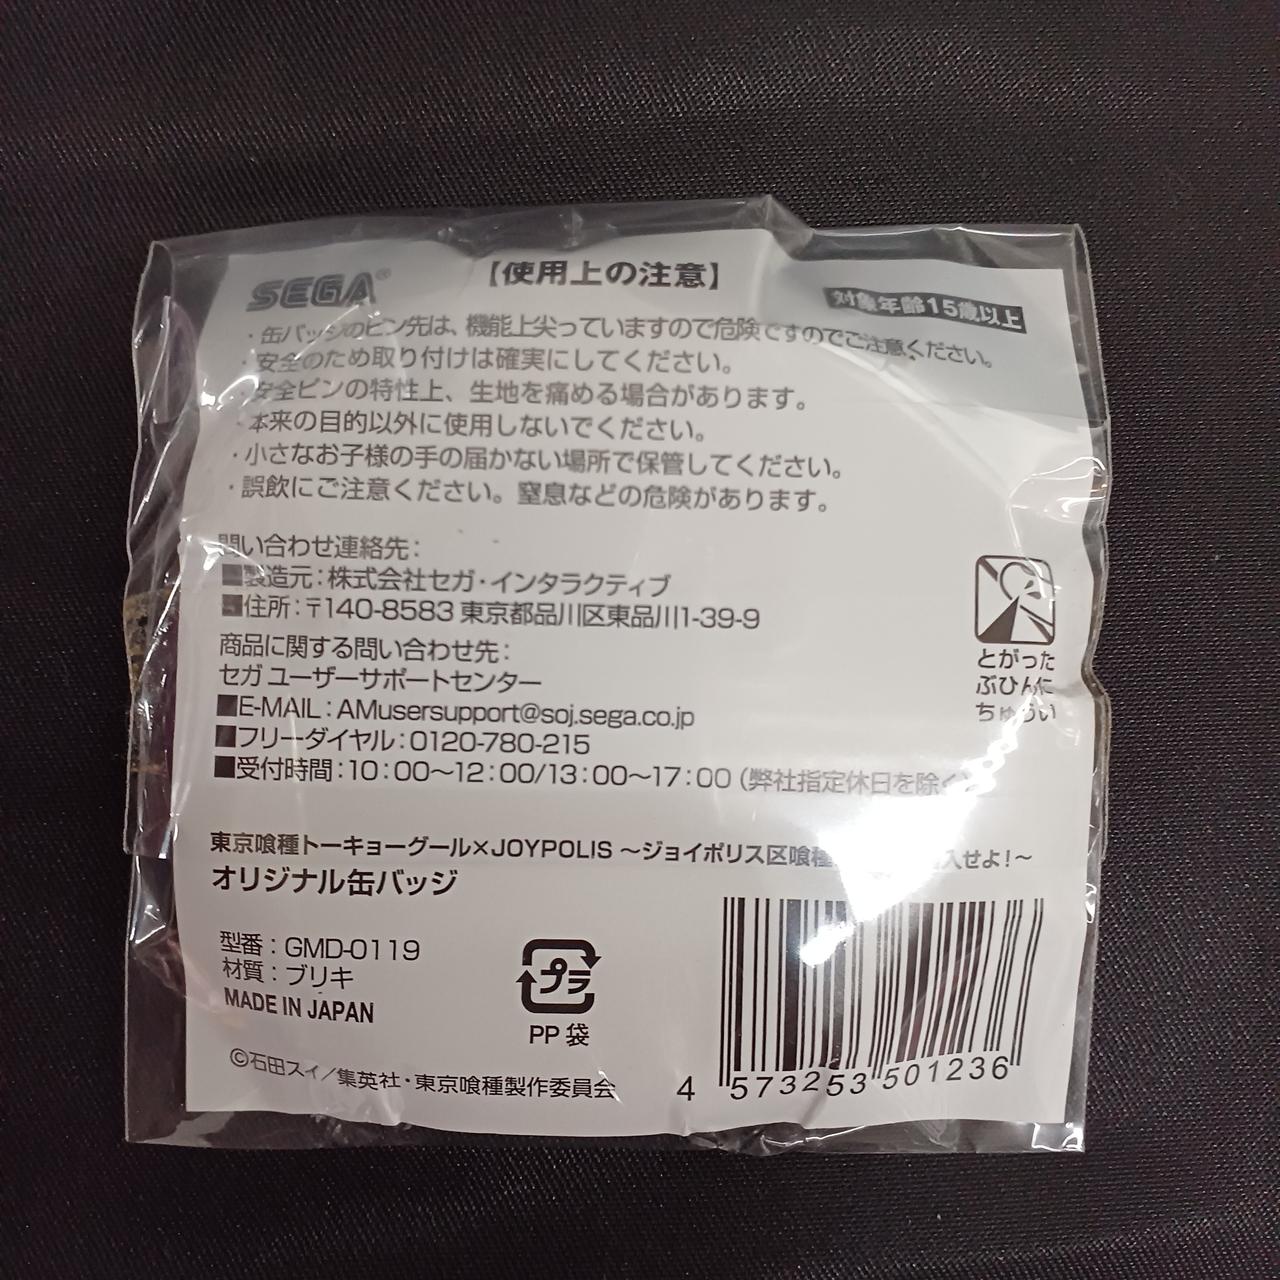 SEGA®
【使用上の注意】
対象年齢15歳以上
・缶バッジのピン先は、機能上尖っていますので危険ですのでご注意ください。
・安全のため取り付けは確実にしてください。
・安全ピンの特性上、生地を痛める場合があります。
・本来の目的以外に使用しないでください。
・小さなお子様の手の届かない場所で保管してください。
・誤飲にご注意ください。窒息などの危険があります。
問い合わせ連絡先:
■製造元:株式会社セガ・インタラクティブ
■住所:〒140-8583 東京都品川区東品川1-39-9
商品に関する問い合わせ先:
セガ ユーザーサポートセンター
■E-MAIL:AMusersupport@soj.sega.co.jp
■フリーダイヤル:0120-780-215
■受付時間:10:00〜12:00/13:00〜17:00(弊社指定休日を除く)
とがった
ぶひんに
ちゅうい
東京喰種トーキョーグール×JOYPOLIS 〜ジョイポリス区喰種 入せよ!〜
オリジナル缶バッジ
型番:GMD-0119
材質:ブリキ
MADE IN JAPAN
プラ
PP 袋
©石田スイ/集英社・東京喰種製作委員会
4 573253 501236